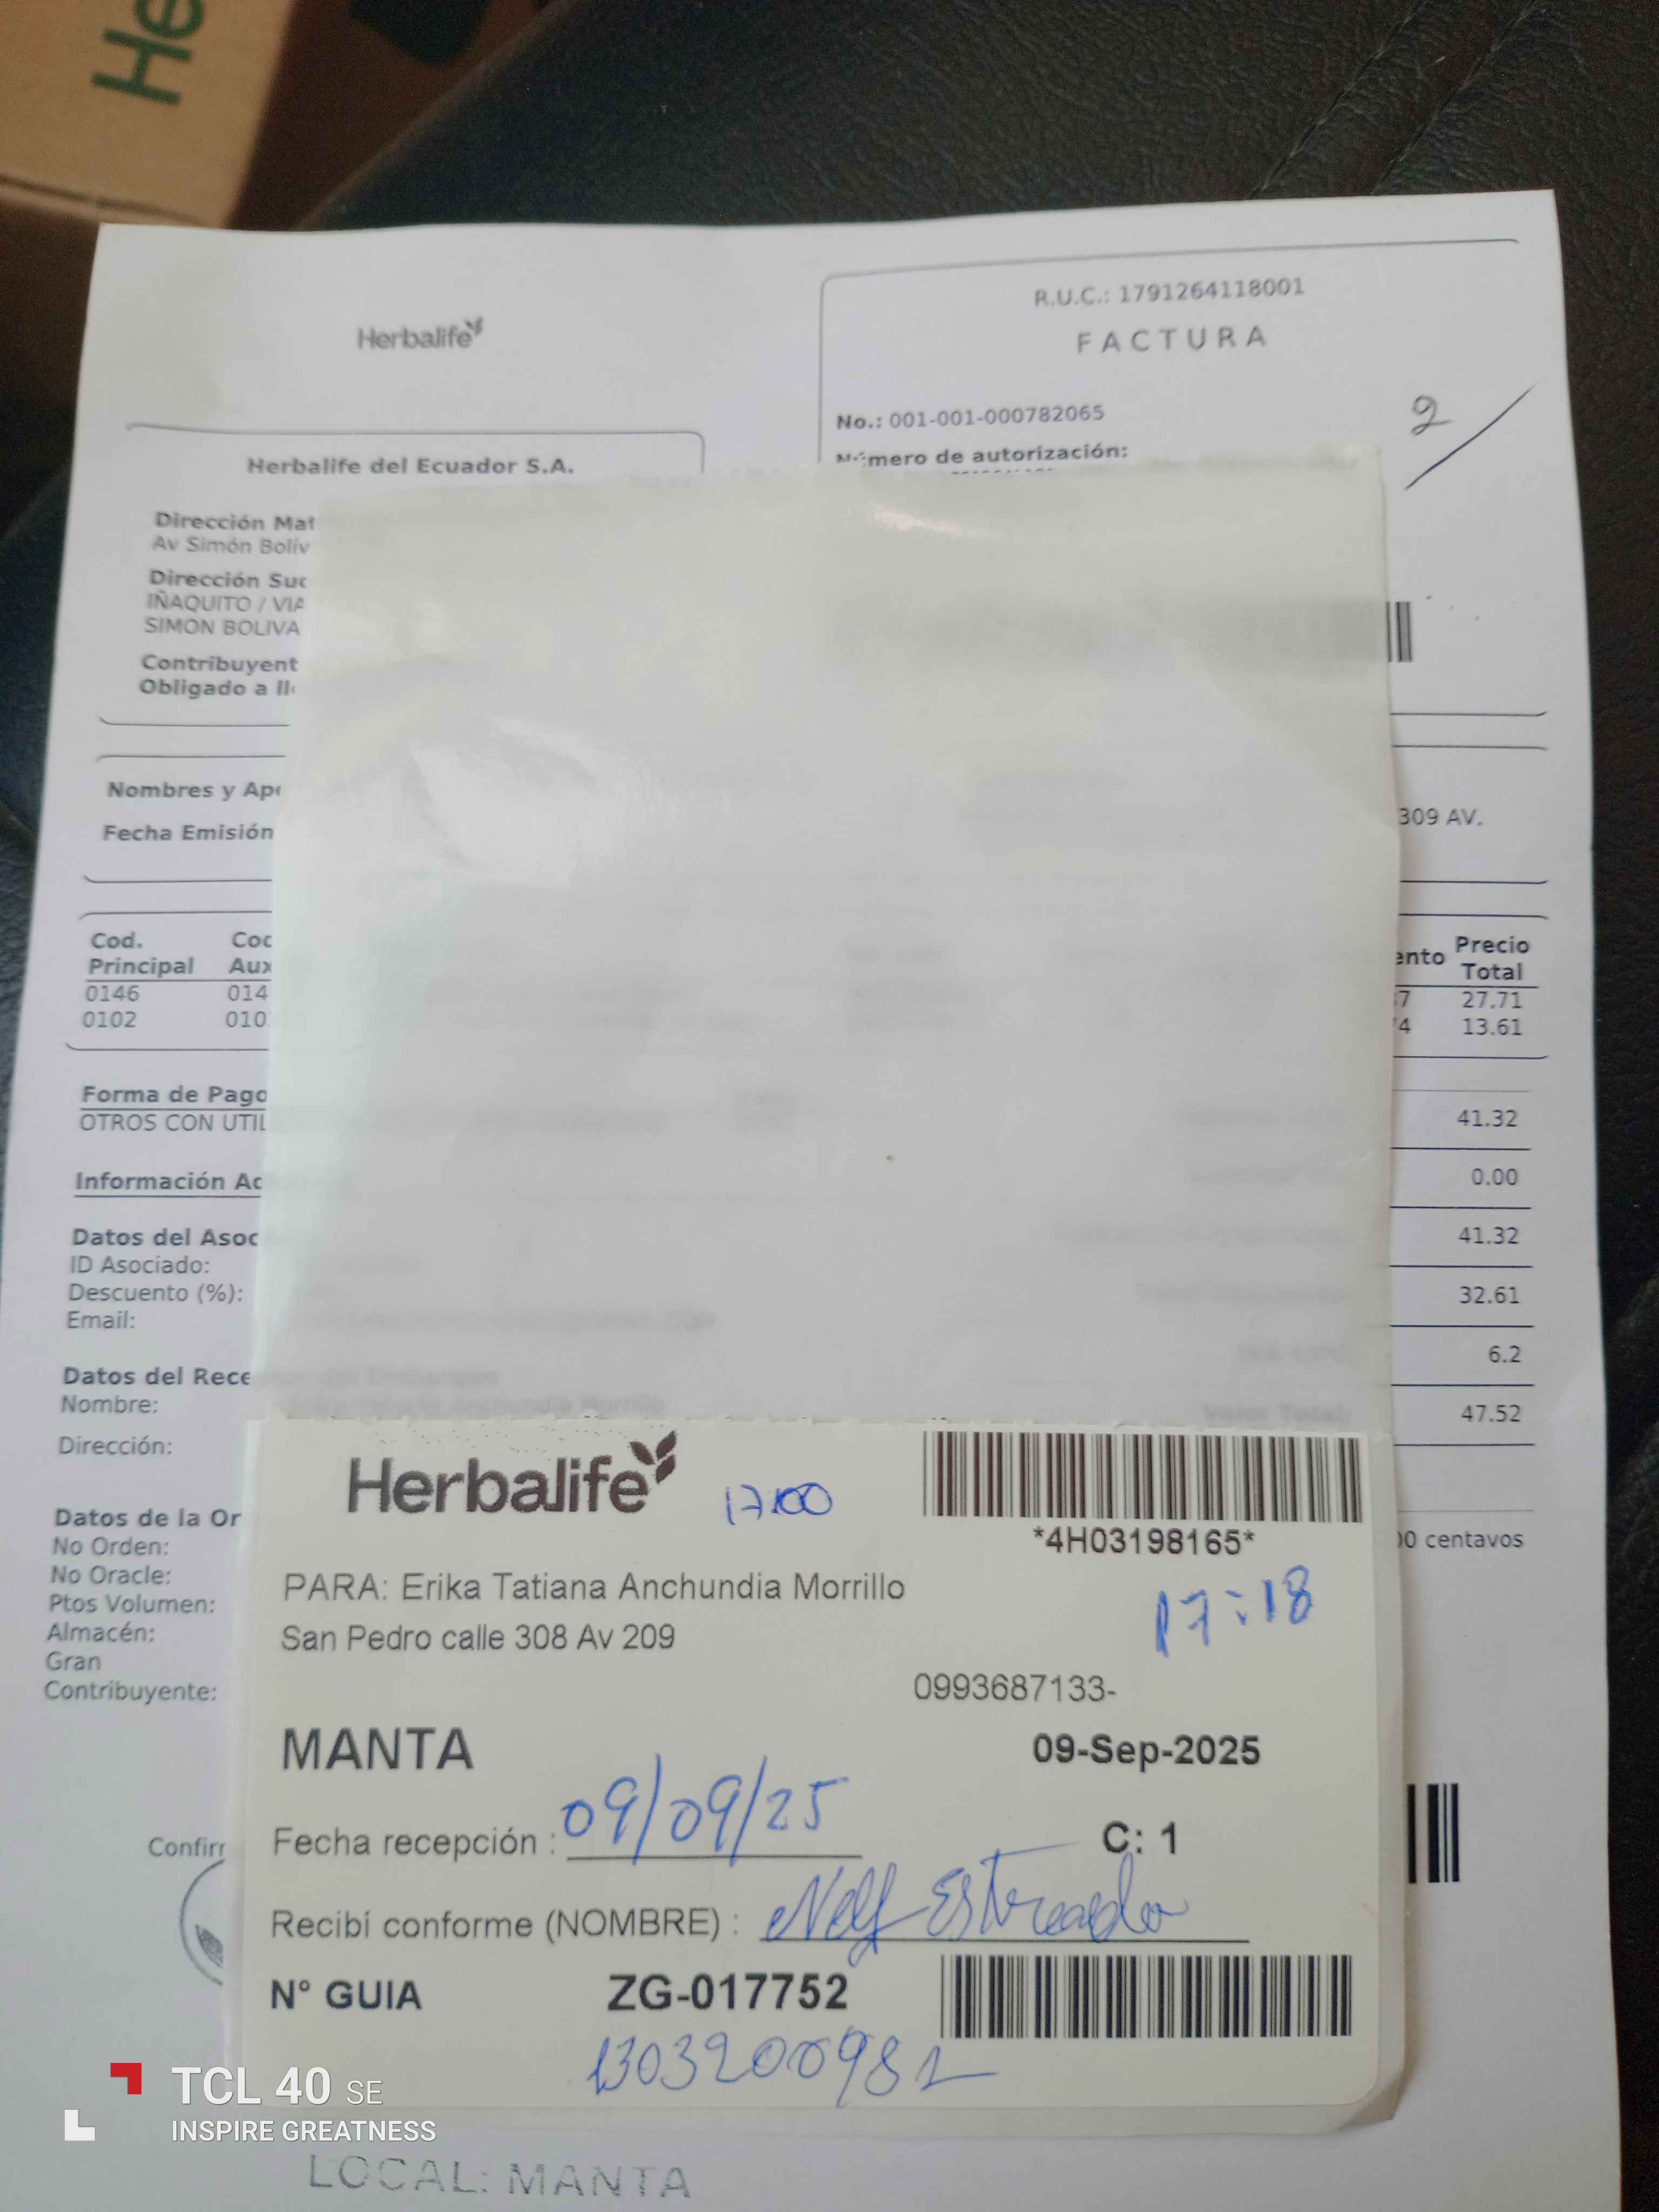 He
Herbalife
R.U.C.: 1791264118001
FACTURA
No.: 001-001-000782065
Número de autorización:
2
Herbalife del Ecuador S.A.
Dirección Mat
Av Simón Bolív
Dirección Suc
IÑAQUITO / VIA
SIMON BOLIVA
Contribuyent
Obligado a ll
Nombres y Ape
309 AV.
Fecha Emisión
Cod. Principal Coc Aux ento Precio Total
0146 014 7 27.71
0102 010 4 13.61
Forma de Pago
OTROS CON UTIL
41.32
0.00
41.32
32.61
6.2
47.52
Información Ad
Datos del Asoc
ID Asociado:
Descuento (%):
Email:
Datos del Rece
Nombre:
Dirección:
Datos de la Or
No Orden:
No Oracle:
Ptos Volumen:
Almacén:
Gran
Contribuyente:
00 centavos
Confirr
Herbalife
17:00
*4H03198165*
PARA: Erika Tatiana Anchundia Morrillo
17:18
San Pedro calle 308 Av 209
0993687133-
MANTA
09-Sep-2025
Fecha recepción : 09/09/25
C: 1
Recibí conforme (NOMBRE) : Nelf Estreado
N° GUIA ZG-017752
1303200981
TCL 40 SE
INSPIRE GREATNESS
LOCAL: MANTA